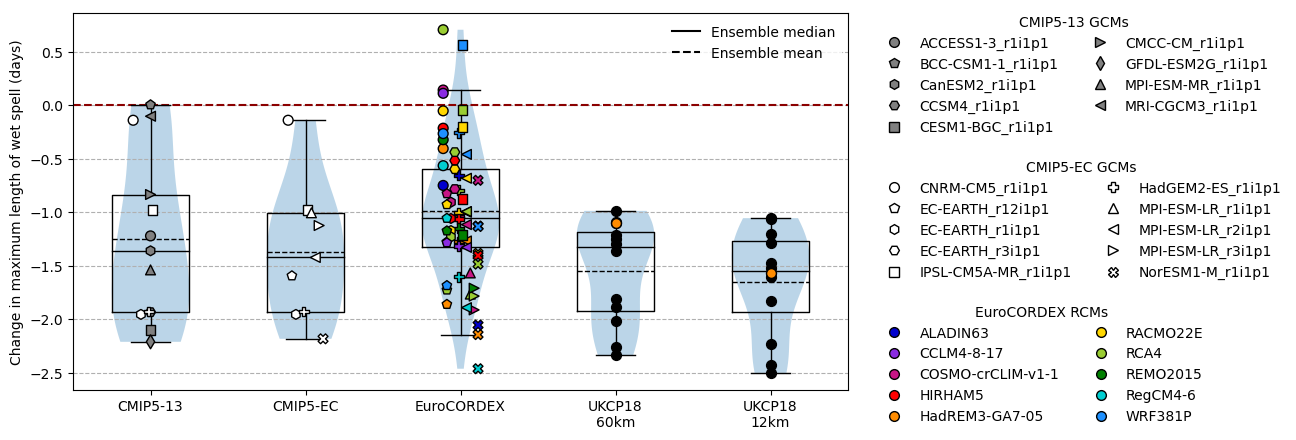 Change in maximum length of wet spell (days)
0.5
0.0
−0.5
−1.0
−1.5
−2.0
−2.5
Ensemble median
Ensemble mean
CMIP5-13
CMIP5-EC
EuroCORDEX
UKCP18
60km
UKCP18
12km
CMIP5-13 GCMs
ACCESS1-3_r1i1p1
BCC-CSM1-1_r1i1p1
CanESM2_r1i1p1
CCSM4_r1i1p1
CESM1-BGC_r1i1p1
CMCC-CM_r1i1p1
GFDL-ESM2G_r1i1p1
MPI-ESM-MR_r1i1p1
MRI-CGCM3_r1i1p1
CMIP5-EC GCMs
CNRM-CM5_r1i1p1
EC-EARTH_r12i1p1
EC-EARTH_r1i1p1
EC-EARTH_r3i1p1
IPSL-CM5A-MR_r1i1p1
HadGEM2-ES_r1i1p1
MPI-ESM-LR_r1i1p1
MPI-ESM-LR_r2i1p1
MPI-ESM-LR_r3i1p1
NorESM1-M_r1i1p1
EuroCORDEX RCMs
ALADIN63
CCLM4-8-17
COSMO-crCLIM-v1-1
HIRHAM5
HadREM3-GA7-05
RACMO22E
RCA4
REMO2015
RegCM4-6
WRF381P